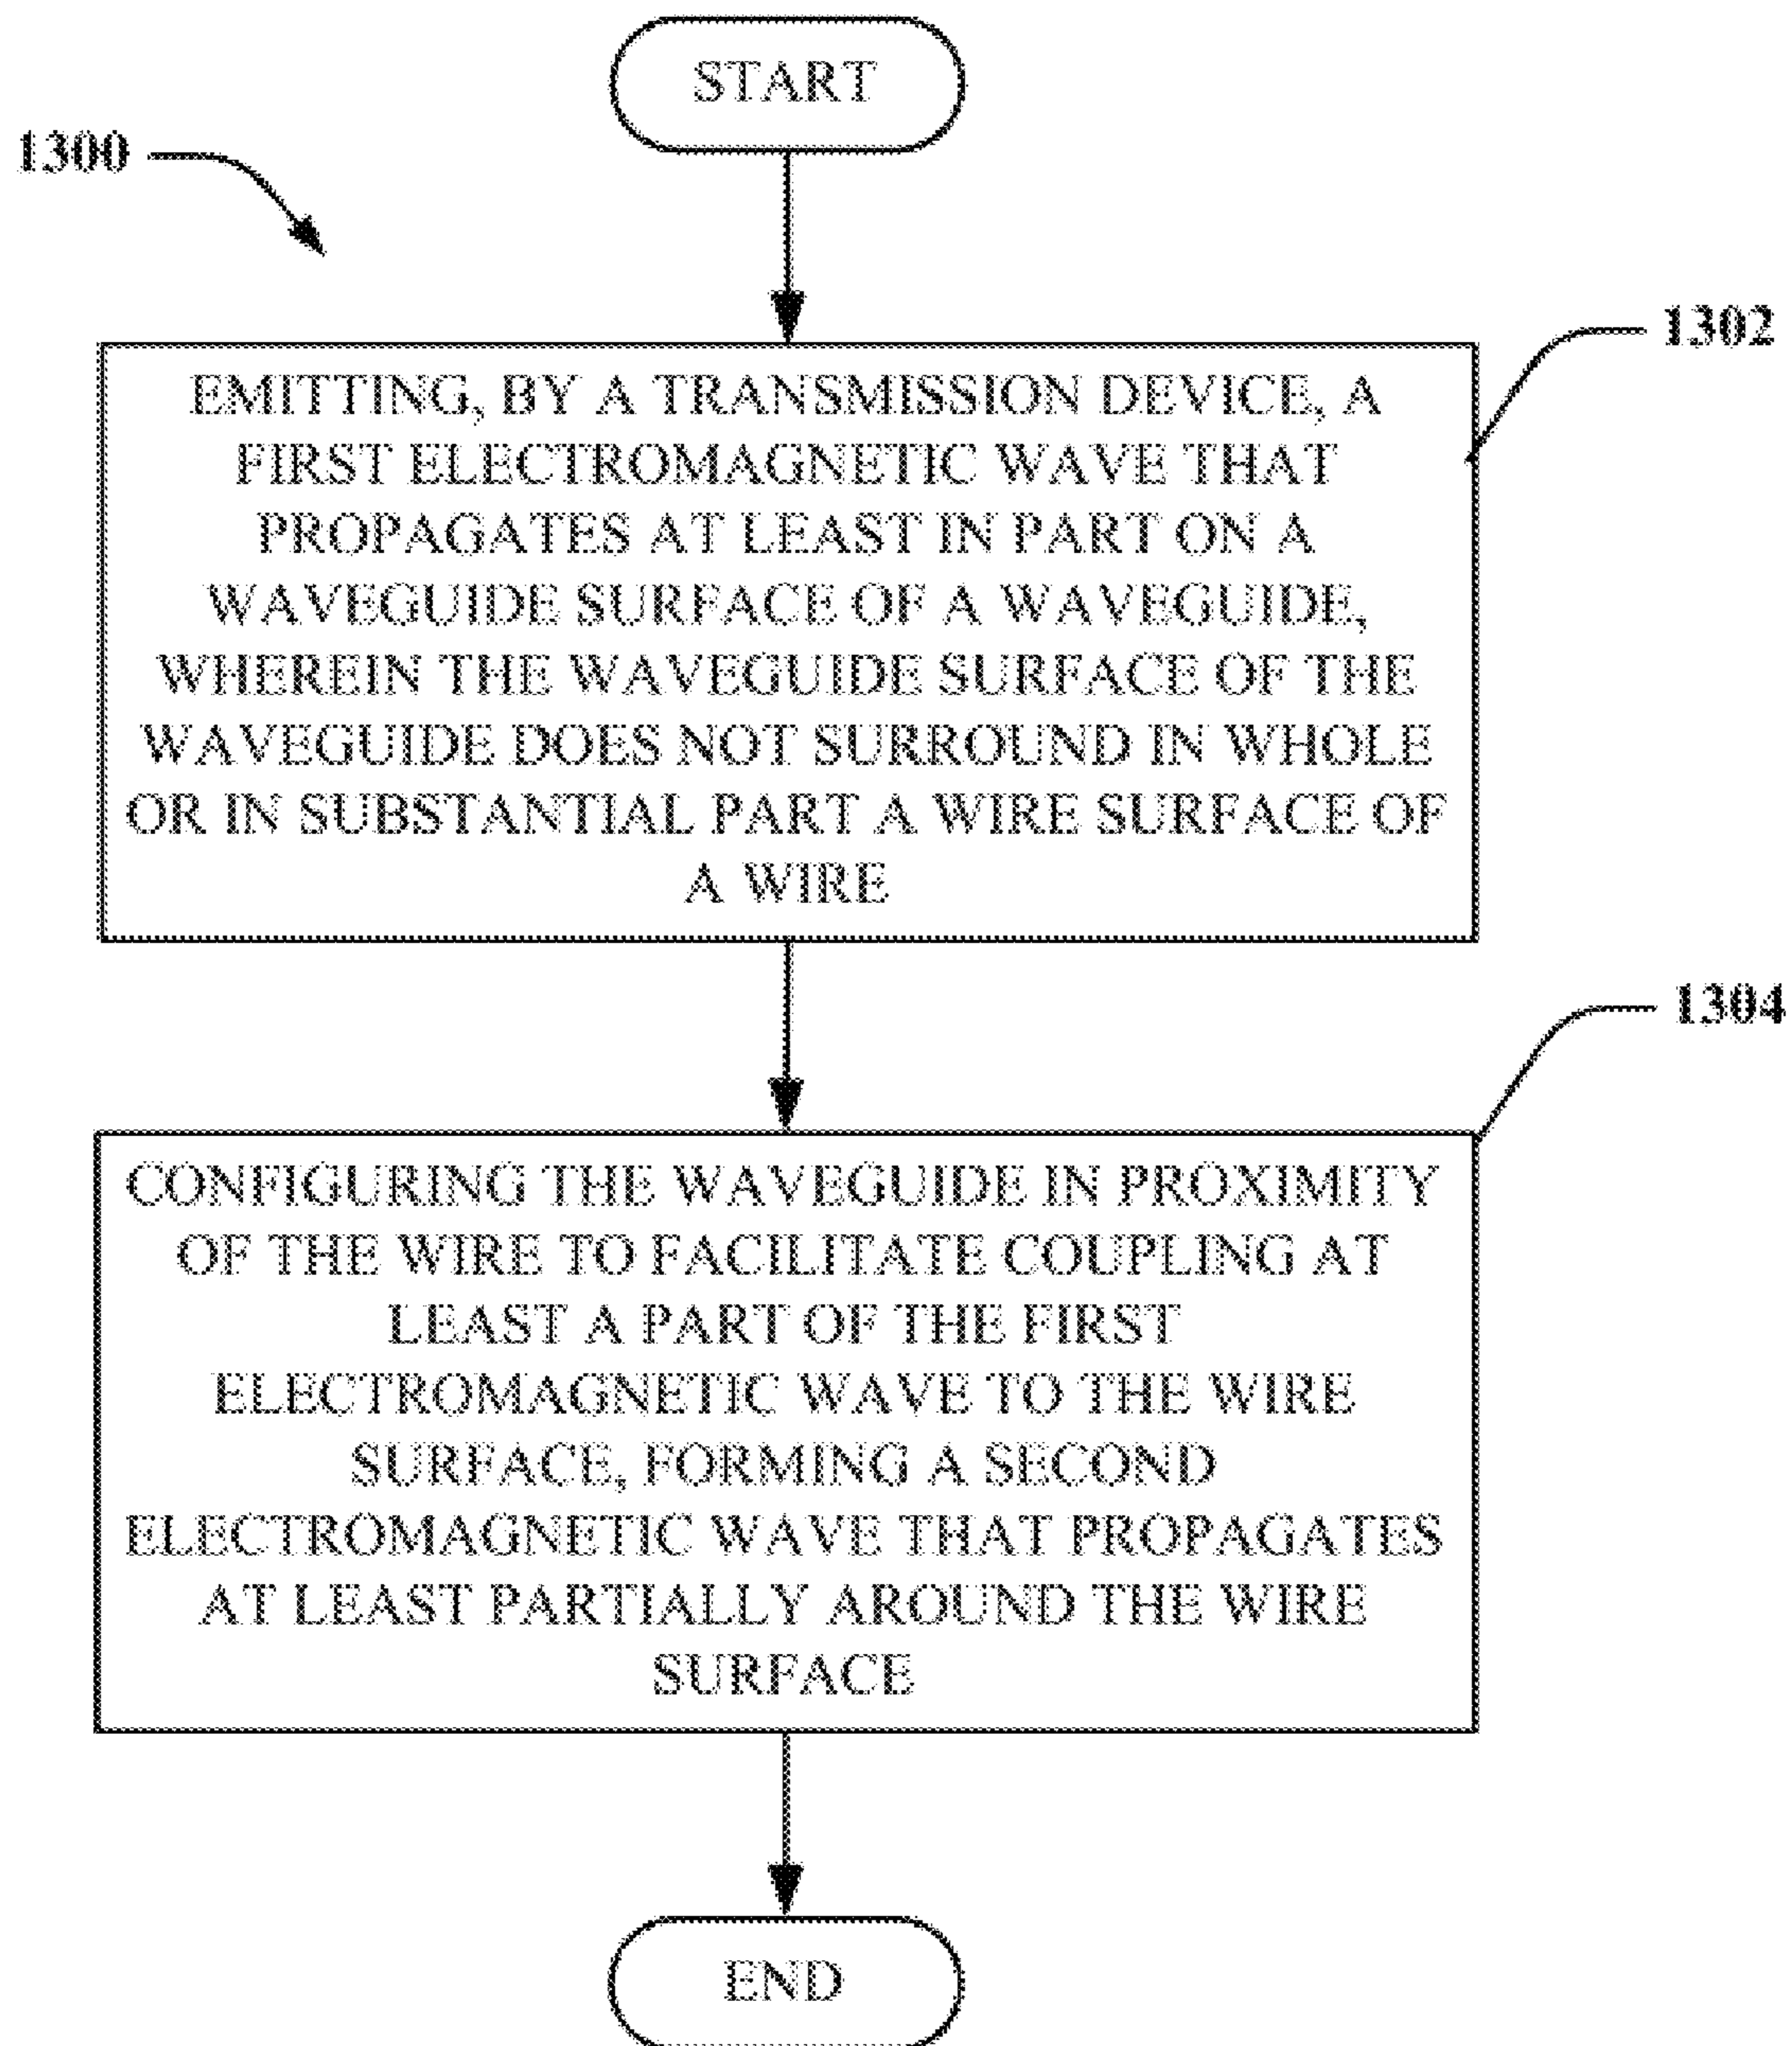 START
1300
1302
EMITTING, BY A TRANSMISSION DEVICE, A
FIRST ELECTROMAGNETIC WAVE THAT
PROPAGATES AT LEAST IN PART ON A
WAVEGUIDE SURFACE OF A WAVEGUIDE,
WHEREIN THE WAVEGUIDE SURFACE OF THE
WAVEGUIDE DOES NOT SURROUND IN WHOLE
OR IN SUBSTANTIAL PART A WIRE SURFACE OF
A WIRE
1304
CONFIGURING THE WAVEGUIDE IN PROXIMITY
OF THE WIRE TO FACILITATE COUPLING AT
LEAST A PART OF THE FIRST
ELECTROMAGNETIC WAVE TO THE WIRE
SURFACE, FORMING A SECOND
ELECTROMAGNETIC WAVE THAT PROPAGATES
AT LEAST PARTIALLY AROUND THE WIRE
SURFACE
END